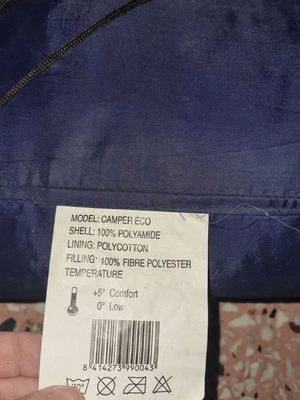 MODEL: CAMPER ECO
SHELL: 100% POLYAMIDE
LINING: POLYCOTTON
FILLING: 100% FIBRE POLYESTER
TEMPERATURE
+5° Comfort
0° Low
8 414273 990043
30°